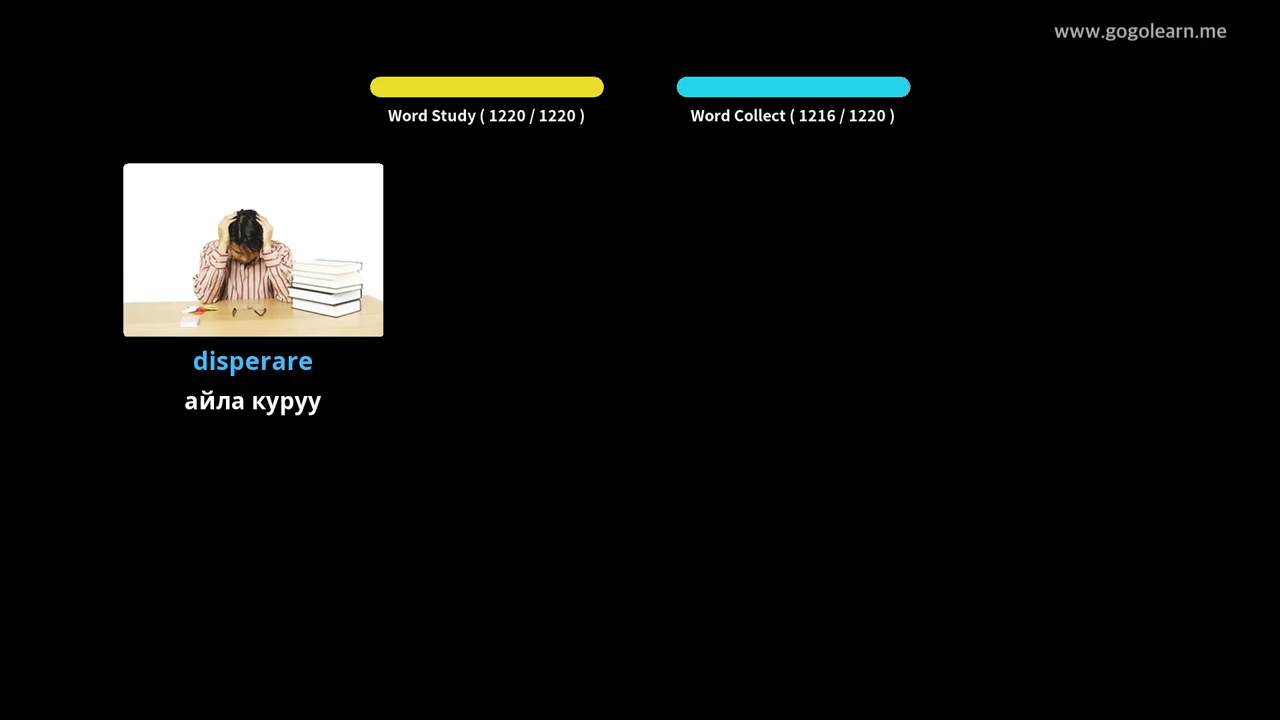 www.gogolearn.me
Word Study ( 1220 / 1220 )
Word Collect ( 1216 / 1220 )
disperare
айла куруу